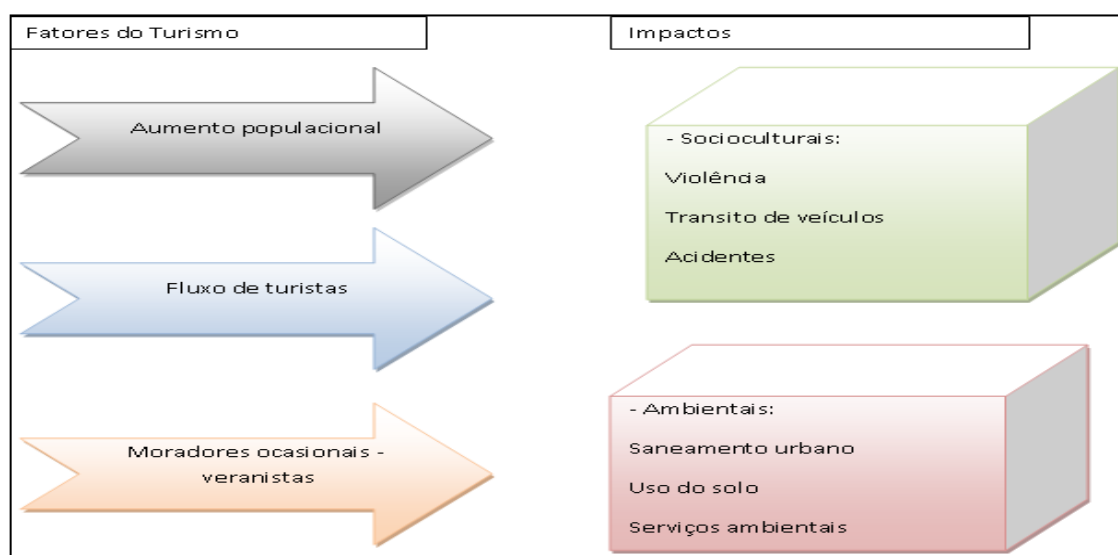 Fatores do Turismo
Impactos
Aumento populacional
Fluxo de turistas
Moradores ocasionais -
veranistas
- Socioculturais:
Violência
Transito de veículos
Acidentes
- Ambientais:
Saneamento urbano
Uso do solo
Serviços ambientais